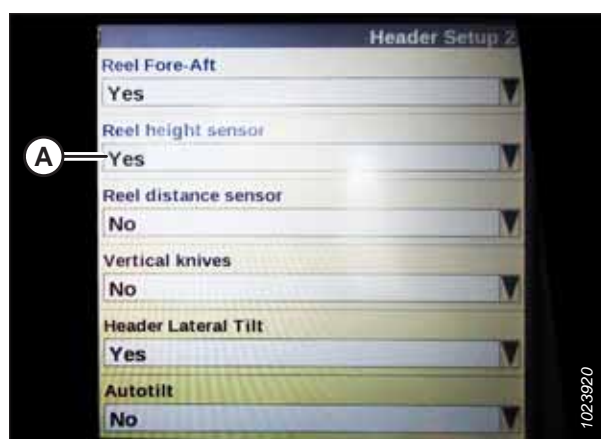 Header Setup 2
Reel Fore-Aft
Yes
Reel height sensor
A
Yes
Reel distance sensor
No
Vertical knives
No
Header Lateral Tilt
Yes
Autotilt
No
1023920